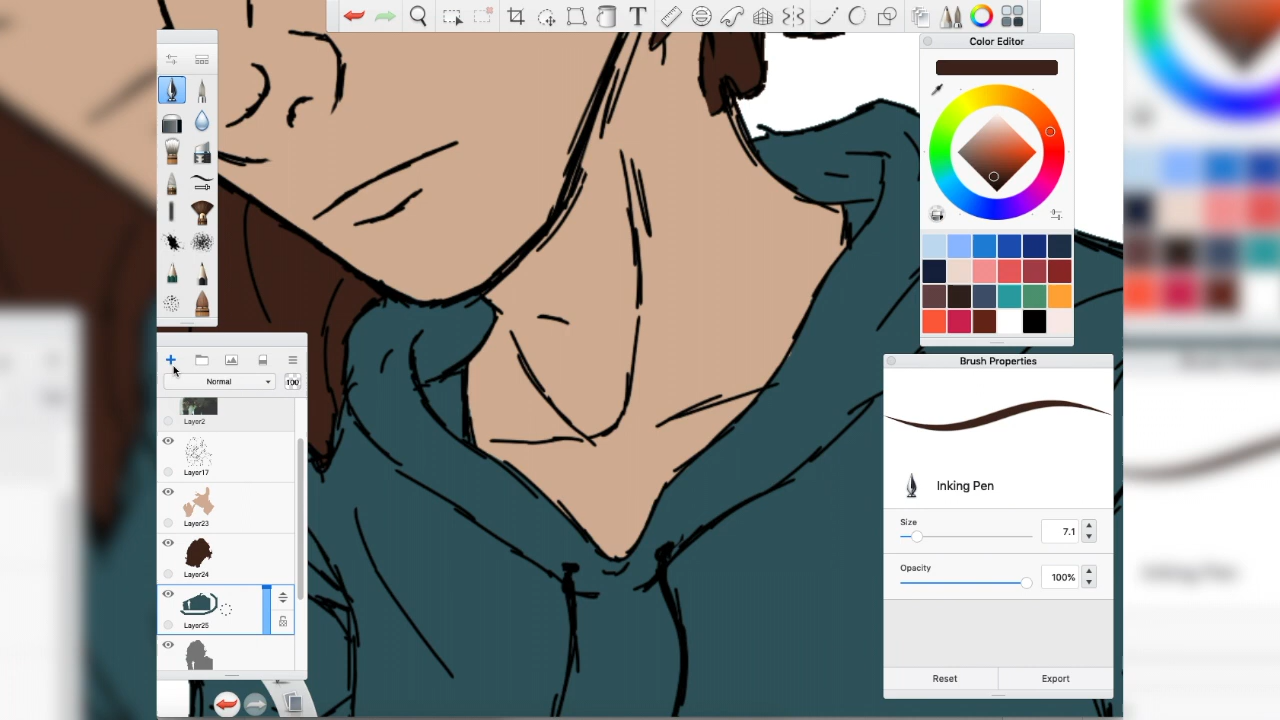 T
Color Editor
Normal
100
Layer2
Layer17
Layer23
Layer24
Layer25
Brush Properties
Inking Pen
Size
7.1
Opacity
100%
Reset
Export